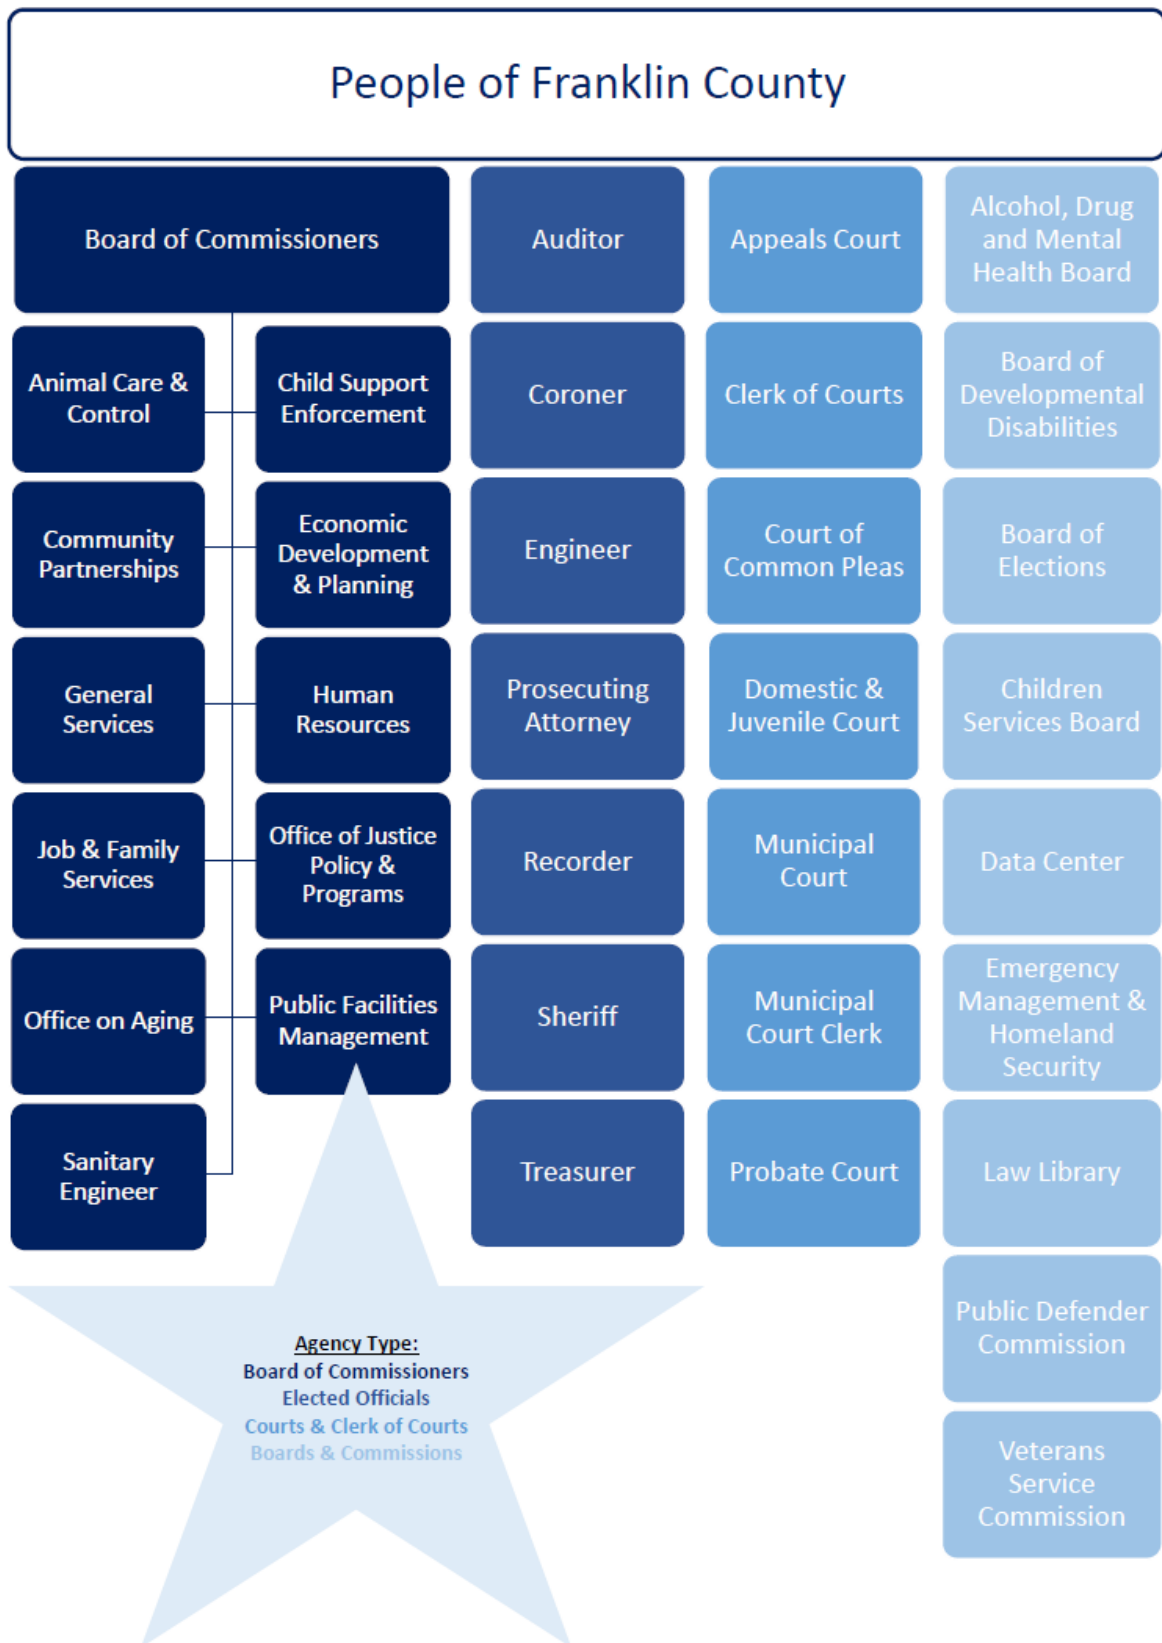 People of Franklin County
Board of Commissioners
Animal Care &
Control
Child Support
Enforcement
Community
Partnerships
Economic
Development
& Planning
General
Services
Human
Resources
Job & Family
Services
Office of Justice
Policy &
Programs
Office on Aging
Public Facilities
Management
Sanitary
Engineer
Auditor
Coroner
Engineer
Prosecuting
Attorney
Recorder
Sheriff
Treasurer
Appeals Court
Clerk of Courts
Court of
Common Pleas
Domestic &
Juvenile Court
Municipal
Court
Municipal
Court Clerk
Probate Court
Alcohol, Drug
and Mental
Health Board
Board of
Developmental
Disabilities
Board of
Elections
Children
Services Board
Data Center
Emergency
Management &
Homeland
Security
Law Library
Public Defender
Commission
Veterans
Service
Commission
Agency Type:
Board of Commissioners
Elected Officials
Courts & Clerk of Courts
Boards & Commissions